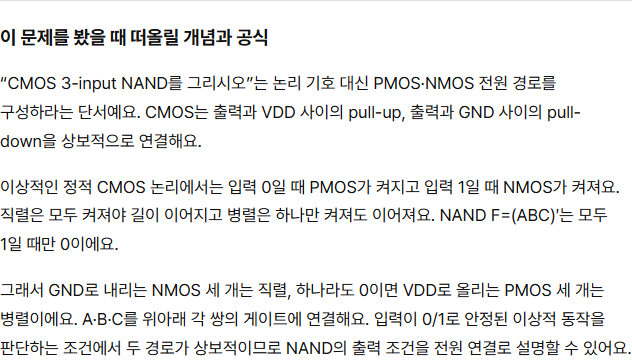 이 문제를 봤을 때 떠올릴 개념과 공식
“CMOS 3-input NAND를 그리시오”는 논리 기호 대신 PMOS·NMOS 전원 경로를
구성하라는 단서예요. CMOS는 출력과 VDD 사이의 pull-up, 출력과 GND 사이의 pull-
down을 상보적으로 연결해요.
이상적인 정적 CMOS 논리에서는 입력 0일 때 PMOS가 켜지고 입력 1일 때 NMOS가 켜져요.
직렬은 모두 켜져야 길이 이어지고 병렬은 하나만 켜져도 이어져요. NAND F=(ABC)′는 모두
1일 때만 0이에요.
그래서 GND로 내리는 NMOS 세 개는 직렬, 하나라도 0이면 VDD로 올리는 PMOS 세 개는
병렬이에요. A·B·C를 위아래 각 쌍의 게이트에 연결해요. 입력이 0/1로 안정된 이상적 동작을
판단하는 조건에서 두 경로가 상보적이므로 NAND의 출력 조건을 전원 연결로 설명할 수 있어요.